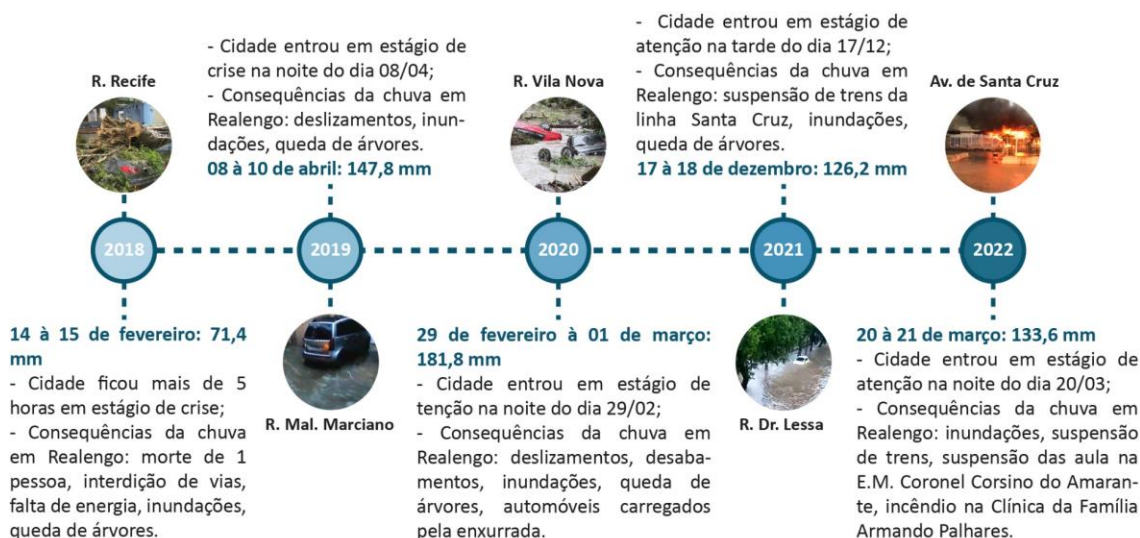 R. Recife
- Cidade entrou em estágio de
crise na noite do dia 08/04;
- Consequências da chuva em
Realengo: deslizamentos, inun-
dações, queda de árvores.
08 à 10 de abril: 147,8 mm
R. Vila Nova
- Cidade entrou em estágio de
atenção na tarde do dia 17/12;
- Consequências da chuva em
Realengo: suspensão de trens da
linha Santa Cruz, inundações,
queda de árvores.
17 à 18 de dezembro: 126,2 mm
Av. de Santa Cruz
2018
2019
2020
2021
2022
14 à 15 de fevereiro: 71,4
mm
- Cidade ficou mais de 5
horas em estágio de crise;
- Consequências da chuva
em Realengo: morte de 1
pessoa, interdição de vias,
falta de energia, inundações,
queda de árvores.
R. Mal. Marciano
29 de fevereiro à 01 de março:
181,8 mm
- Cidade entrou em estágio de
tenção na noite do dia 29/02;
- Consequências da chuva em
Realengo: deslizamentos, desaba-
mentos, inundações, queda de
árvores, automóveis carregados
pela enxurrada.
R. Dr. Lessa
20 à 21 de março: 133,6 mm
- Cidade entrou em estágio de
atenção na noite do dia 20/03;
- Consequências da chuva em
Realengo: inundações, suspensão
de trens, suspensão das aula na
E.M. Coronel Corsino do Amaran-
te, incêndio na Clínica da Família
Armando Palhares.